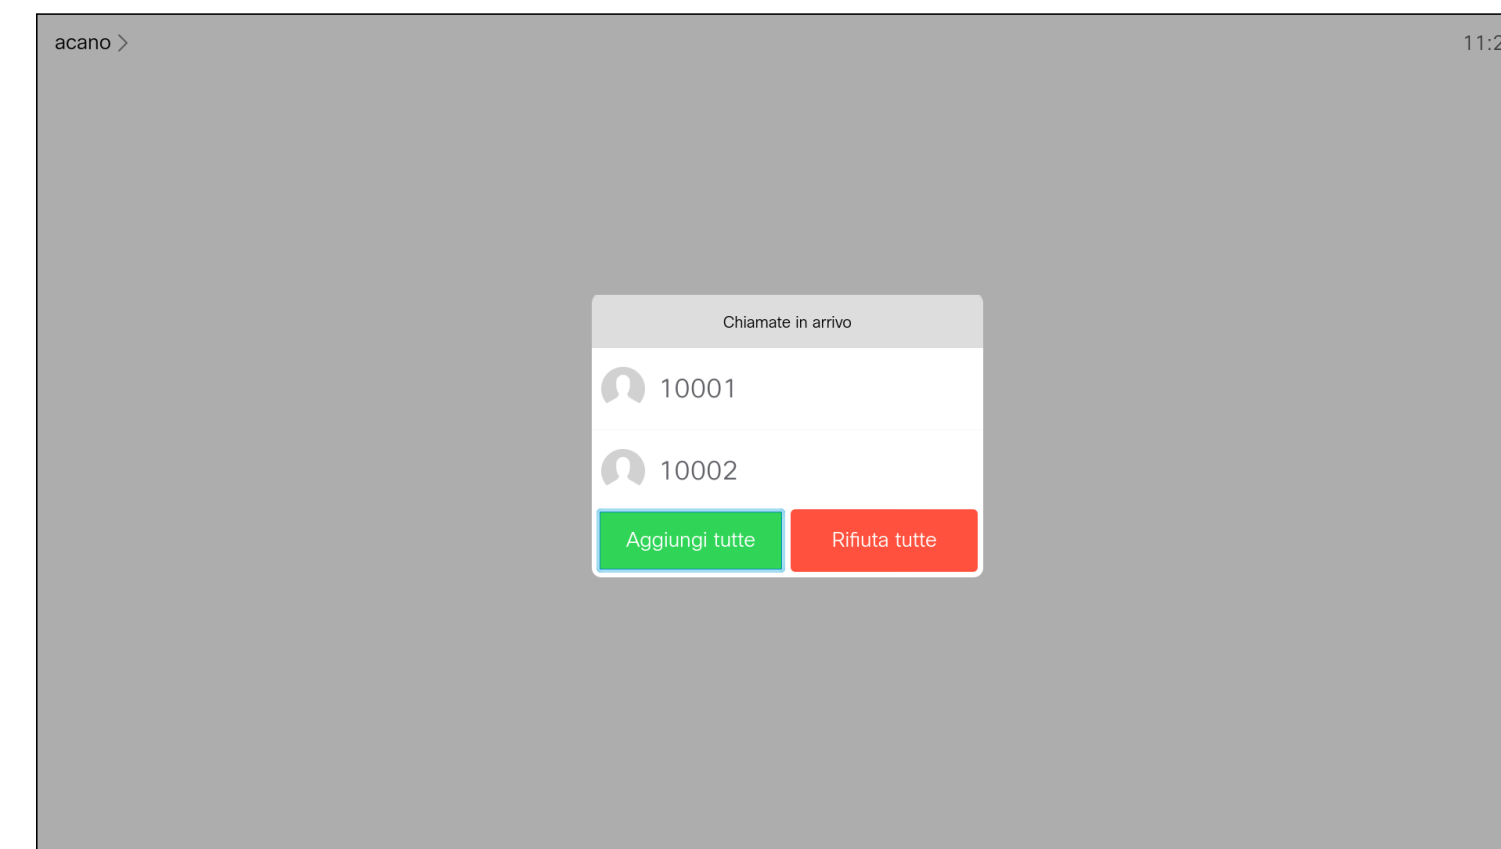 acano
Chiamate in arrivo
10001
10002
Aggiungi tutte
Rifiuta tutte